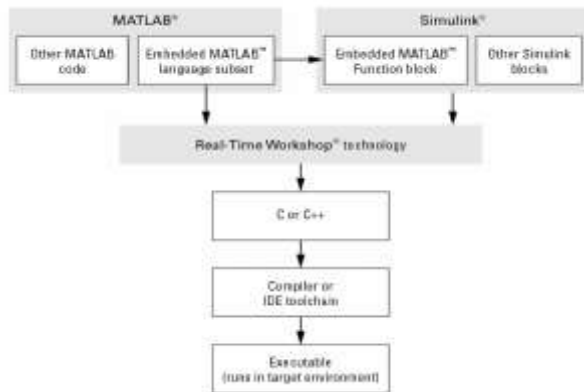 MATLAB®
Other MATLAB
code
Embedded MATLAB™
language subset
Simulink®
Embedded MATLAB™
Function block
Other Simulink
blocks
Real-Time Workshop® technology
C or C++
Compiler or
IDE toolchain
Executable
(runs in target environment)